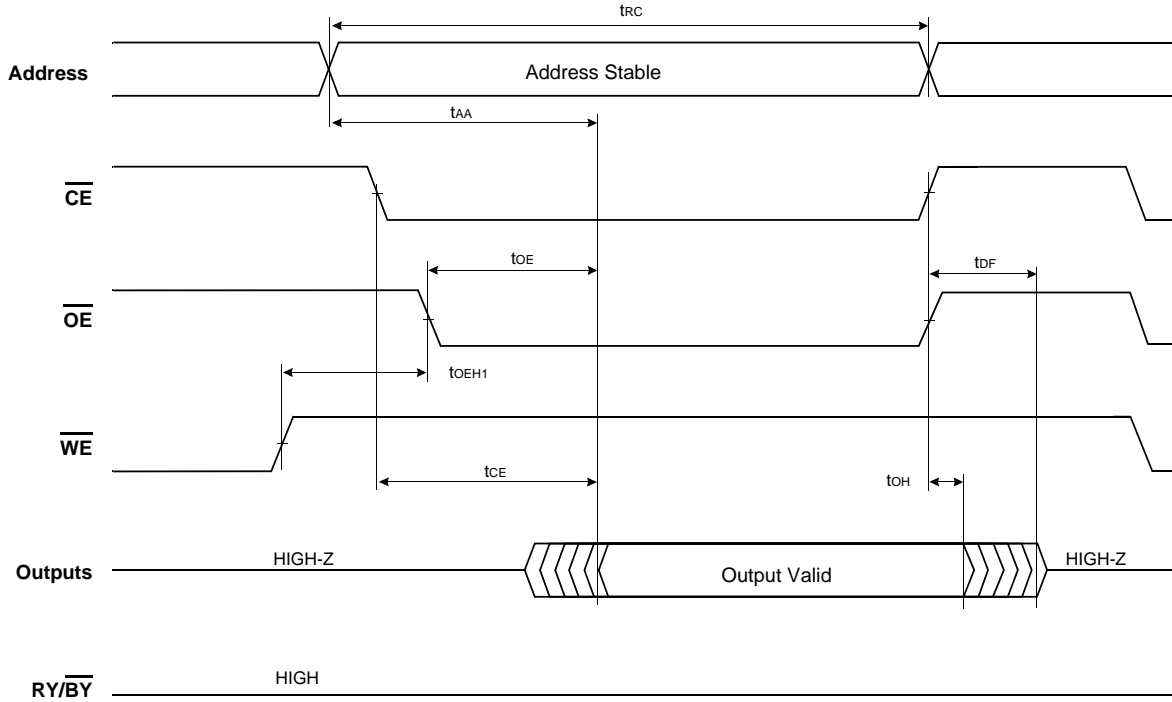 tRC
Address
Address Stable
tAA
CE
tOE
tDF
OE
tOEH1
WE
tCE
tOH
HIGH-Z
HIGH-Z
Outputs
Output Valid
HIGH
RY/BY